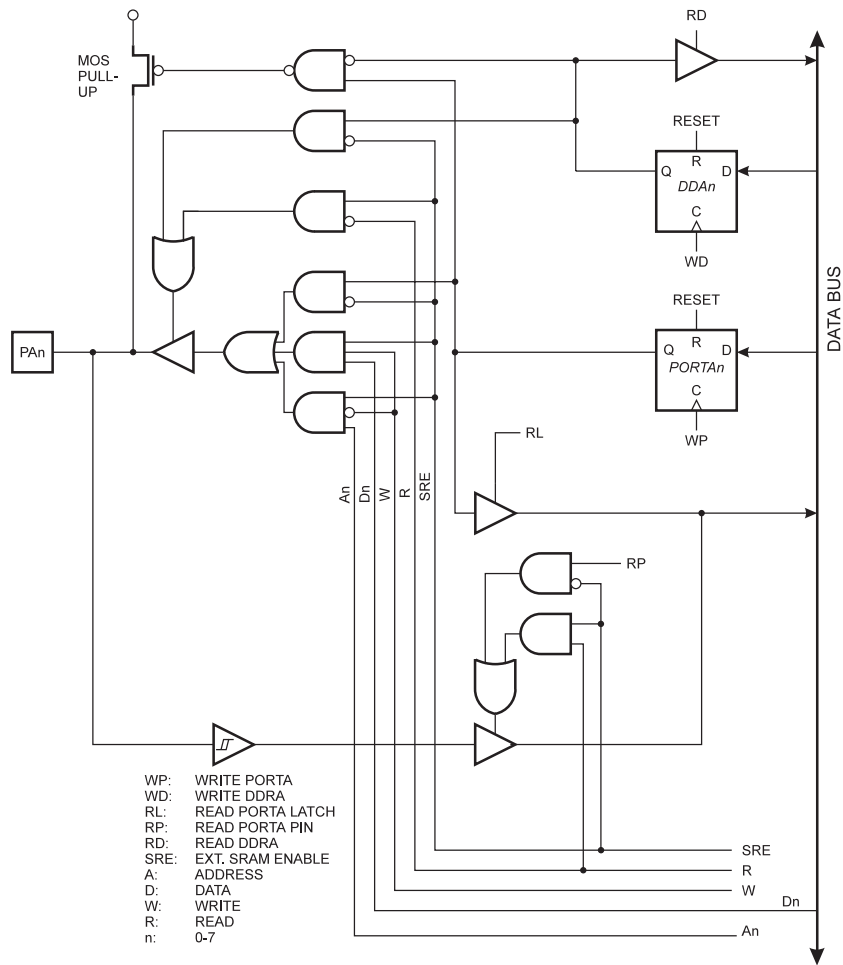 RD
MOS
PULL-
UP
RESET
R
Q D
DDAn
C
WD
RESET
R
Q D
PORTAn
C
WP
DATA BUS
PAn
RL
An
Dn
W
R
SRE
RP
WP: WRITE PORTA
WD: WRITE DDRA
RL: READ PORTA LATCH
RP: READ PORTA PIN
RD: READ DDRA
SRE: EXT. SRAM ENABLE
A: ADDRESS
D: DATA
W: WRITE
R: READ
n: 0-7
SRE
R
W
Dn
An